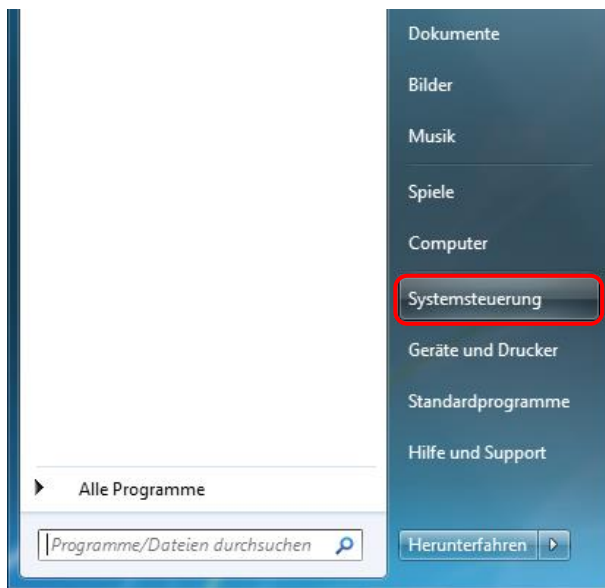 Dokumente
Bilder
Musik
Spiele
Computer
Systemsteuerung
Geräte und Drucker
Standardprogramme
Hilfe und Support
Alle Programme
Programme/Dateien durchsuchen
Herunterfahren